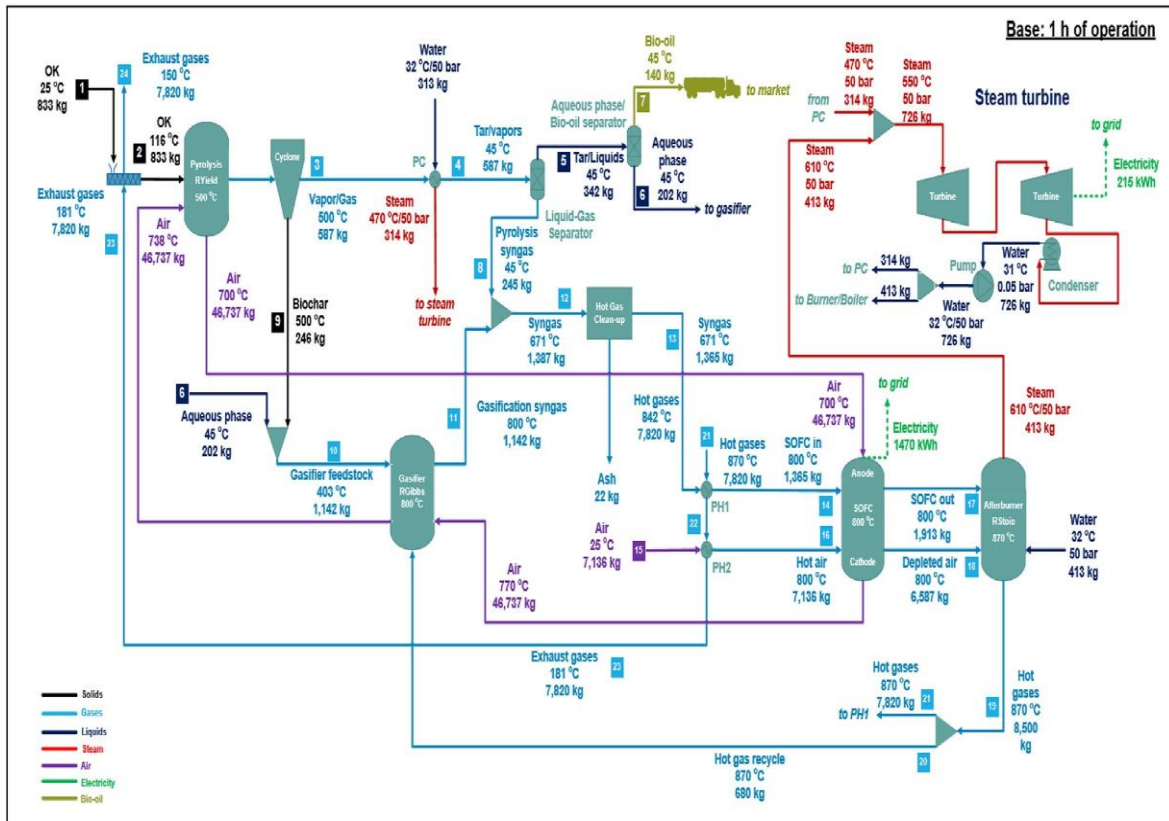 Base: 1 h of operation
OK
25 °C
833 kg
1
24
Exhaust gases
150 °C
7,820 kg
OK
116 °C
833 kg
2
Exhaust gases
181 °C
7,820 kg
23
Pyrolysis
RYield
500 °C
Air
738 °C
46,737 kg
Air
700 °C
46,737 kg
Cyclone
3
Vapor/Gas
500 °C
587 kg
Biochar
500 °C
246 kg
9
Water
32 °C/50 bar
313 kg
PC
4
Steam
470 °C/50 bar
314 kg
to steam
turbine
Tar/vapors
45 °C
587 kg
Liquid-Gas
Separator
5
Tar/Liquids
45 °C
342 kg
Aqueous phase/
Bio-oil separator
Bio-oil
45 °C
140 kg
7
to market
Aqueous
phase
45 °C
202 kg
6
to gasifier
Pyrolysis
syngas
45 °C
245 kg
8
12
Syngas
671 °C
1,387 kg
Hot Gas
Clean-up
Syngas
671 °C
1,365 kg
13
Ash
22 kg
6
Aqueous phase
45 °C
202 kg
10
Gasifier feedstock
403 °C
1,142 kg
Gasifier
RGibbs
800 °C
11
Gasification syngas
800 °C
1,142 kg
Air
770 °C
46,737 kg
Hot gases
842 °C
7,820 kg
21
Hot gases
870 °C
7,820 kg
PH1
22
PH2
Air
25 °C
7,136 kg
15
SOFC in
800 °C
1,365 kg
14
16
Hot air
800 °C
7,136 kg
Air
700 °C
46,737 kg
to grid
Electricity
1470 kWh
Anode
SOFC
800 °C
Cathode
SOFC out
800 °C
1,913 kg
17
Depleted air
800 °C
6,587 kg
18
Afterburner
RStoic
870 °C
Steam
610 °C/50 bar
413 kg
Water
32 °C
50 bar
413 kg
Hot
gases
870 °C
8,500
kg
19
Hot gases
870 °C
7,820 kg
21
to PH1
20
Hot gas recycle
870 °C
680 kg
Exhaust gases
181 °C
7,820 kg
23
Steam turbine
Steam
470 °C
50 bar
314 kg
from
PC
Steam
550 °C
50 bar
726 kg
Steam
610 °C
50 bar
413 kg
Turbine
Turbine
to grid
Electricity
215 kWh
Condenser
Water
31 °C
0.05 bar
726 kg
Pump
Water
32 °C/50 bar
726 kg
to PC
314 kg
to Burner/Boiler
413 kg
Solids
Gases
Liquids
Steam
Air
Electricity
Bio-oil